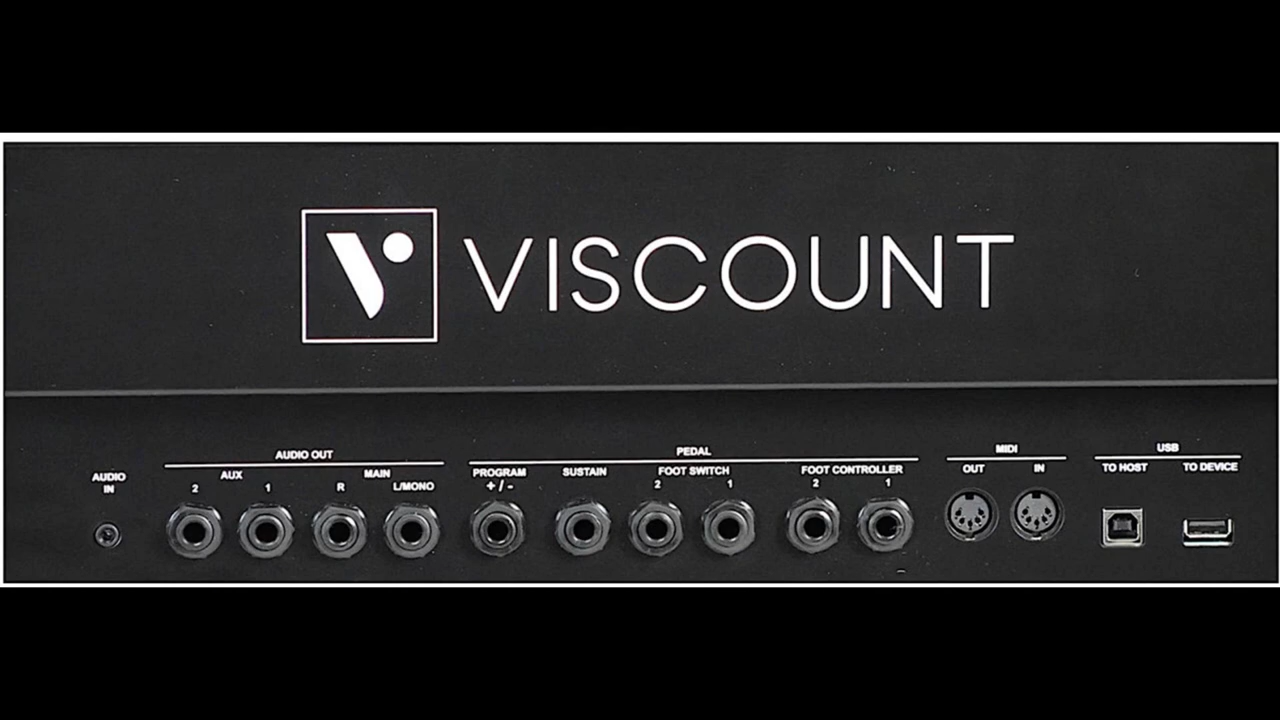 VISCOUNT
AUDIO OUT
PEDAL
MIDI
USB
AUDIO
IN
AUX
MAIN
PROGRAM
+ / -
SUSTAIN
FOOT SWITCH
FOOT CONTROLLER
OUT
IN
TO HOST
TO DEVICE
2
1
R
L/MONO
2
1
2
1